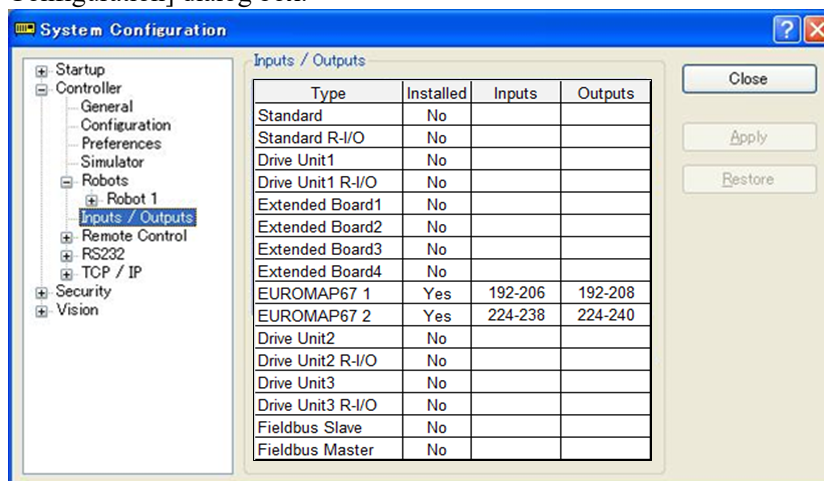 System Configuration
Startup
Controller
General
Configuration
Preferences
Simulator
Robots
Robot 1
Inputs / Outputs
Remote Control
RS232
TCP / IP
Security
Vision
Inputs / Outputs
Type Installed Inputs Outputs
Standard No
Standard R-I/O No
Drive Unit1 No
Drive Unit1 R-I/O No
Extended Board1 No
Extended Board2 No
Extended Board3 No
Extended Board4 No
EUROMAP67 1 Yes 192-206 192-208
EUROMAP67 2 Yes 224-238 224-240
Drive Unit2 No
Drive Unit2 R-I/O No
Drive Unit3 No
Drive Unit3 R-I/O No
Fieldbus Slave No
Fieldbus Master No
Close
Apply
Restore